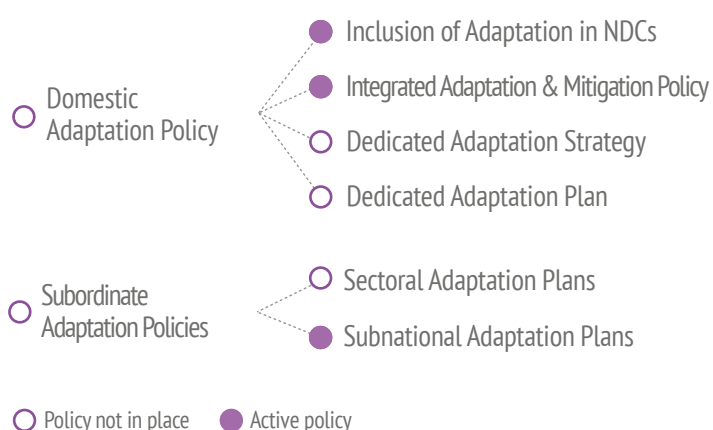 Domestic
Adaptation Policy
Inclusion of Adaptation in NDCs
Integrated Adaptation & Mitigation Policy
Dedicated Adaptation Strategy
Dedicated Adaptation Plan
Subordinate
Adaptation Policies
Sectoral Adaptation Plans
Subnational Adaptation Plans
Policy not in place
Active policy